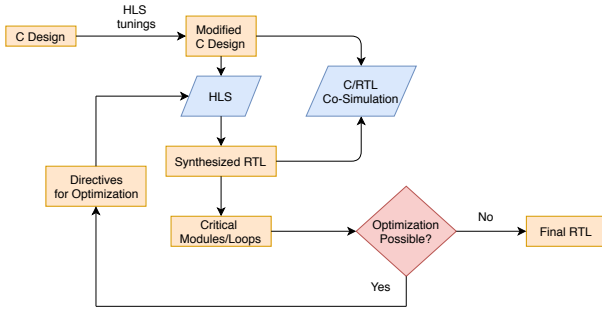 HLS
tunings
C Design
Modified
C Design
HLS
C/RTL
Co-Simulation
Directives
for Optimization
Synthesized RTL
Critical
Modules/Loops
Optimization
Possible?
No
Final RTL
Yes